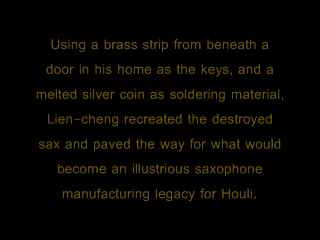 Using a brass strip from beneath a
door in his home as the keys, and a
melted silver coin as soldering material,
Lien-cheng recreated the destroyed
sax and paved the way for what would
become an illustrious saxophone
manufacturing legacy for Houli.